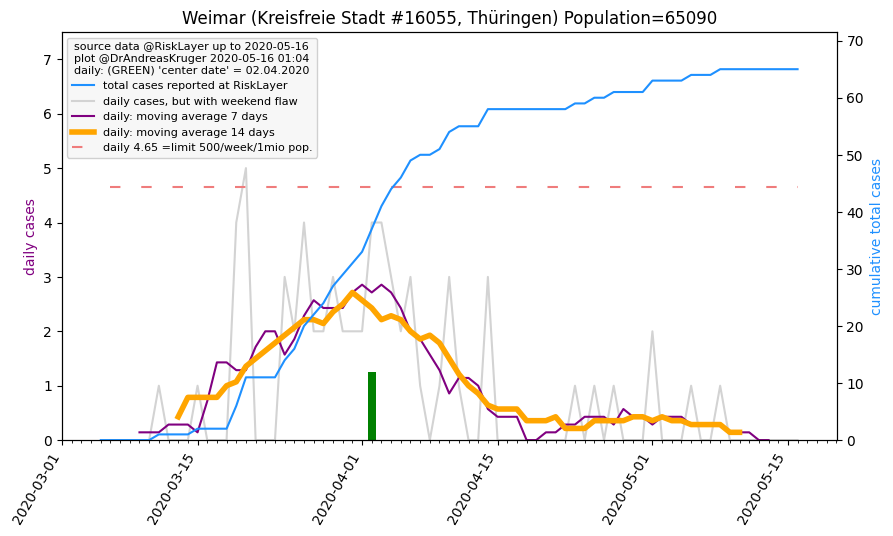 Weimar (Kreisfreie Stadt #16055, Thüringen) Population=65090
source data @RiskLayer up to 2020-05-16
plot @DrAndreasKruger 2020-05-16 01:04
daily: (GREEN) 'center date' = 02.04.2020
total cases reported at RiskLayer
daily cases, but with weekend flaw
daily: moving average 7 days
daily: moving average 14 days
daily 4.65 =limit 500/week/1mio pop.
daily cases
7
6
5
4
3
2
1
0
cumulative total cases
70
60
50
40
30
20
10
0
2020-03-01
2020-03-15
2020-04-01
2020-04-15
2020-05-01
2020-05-15